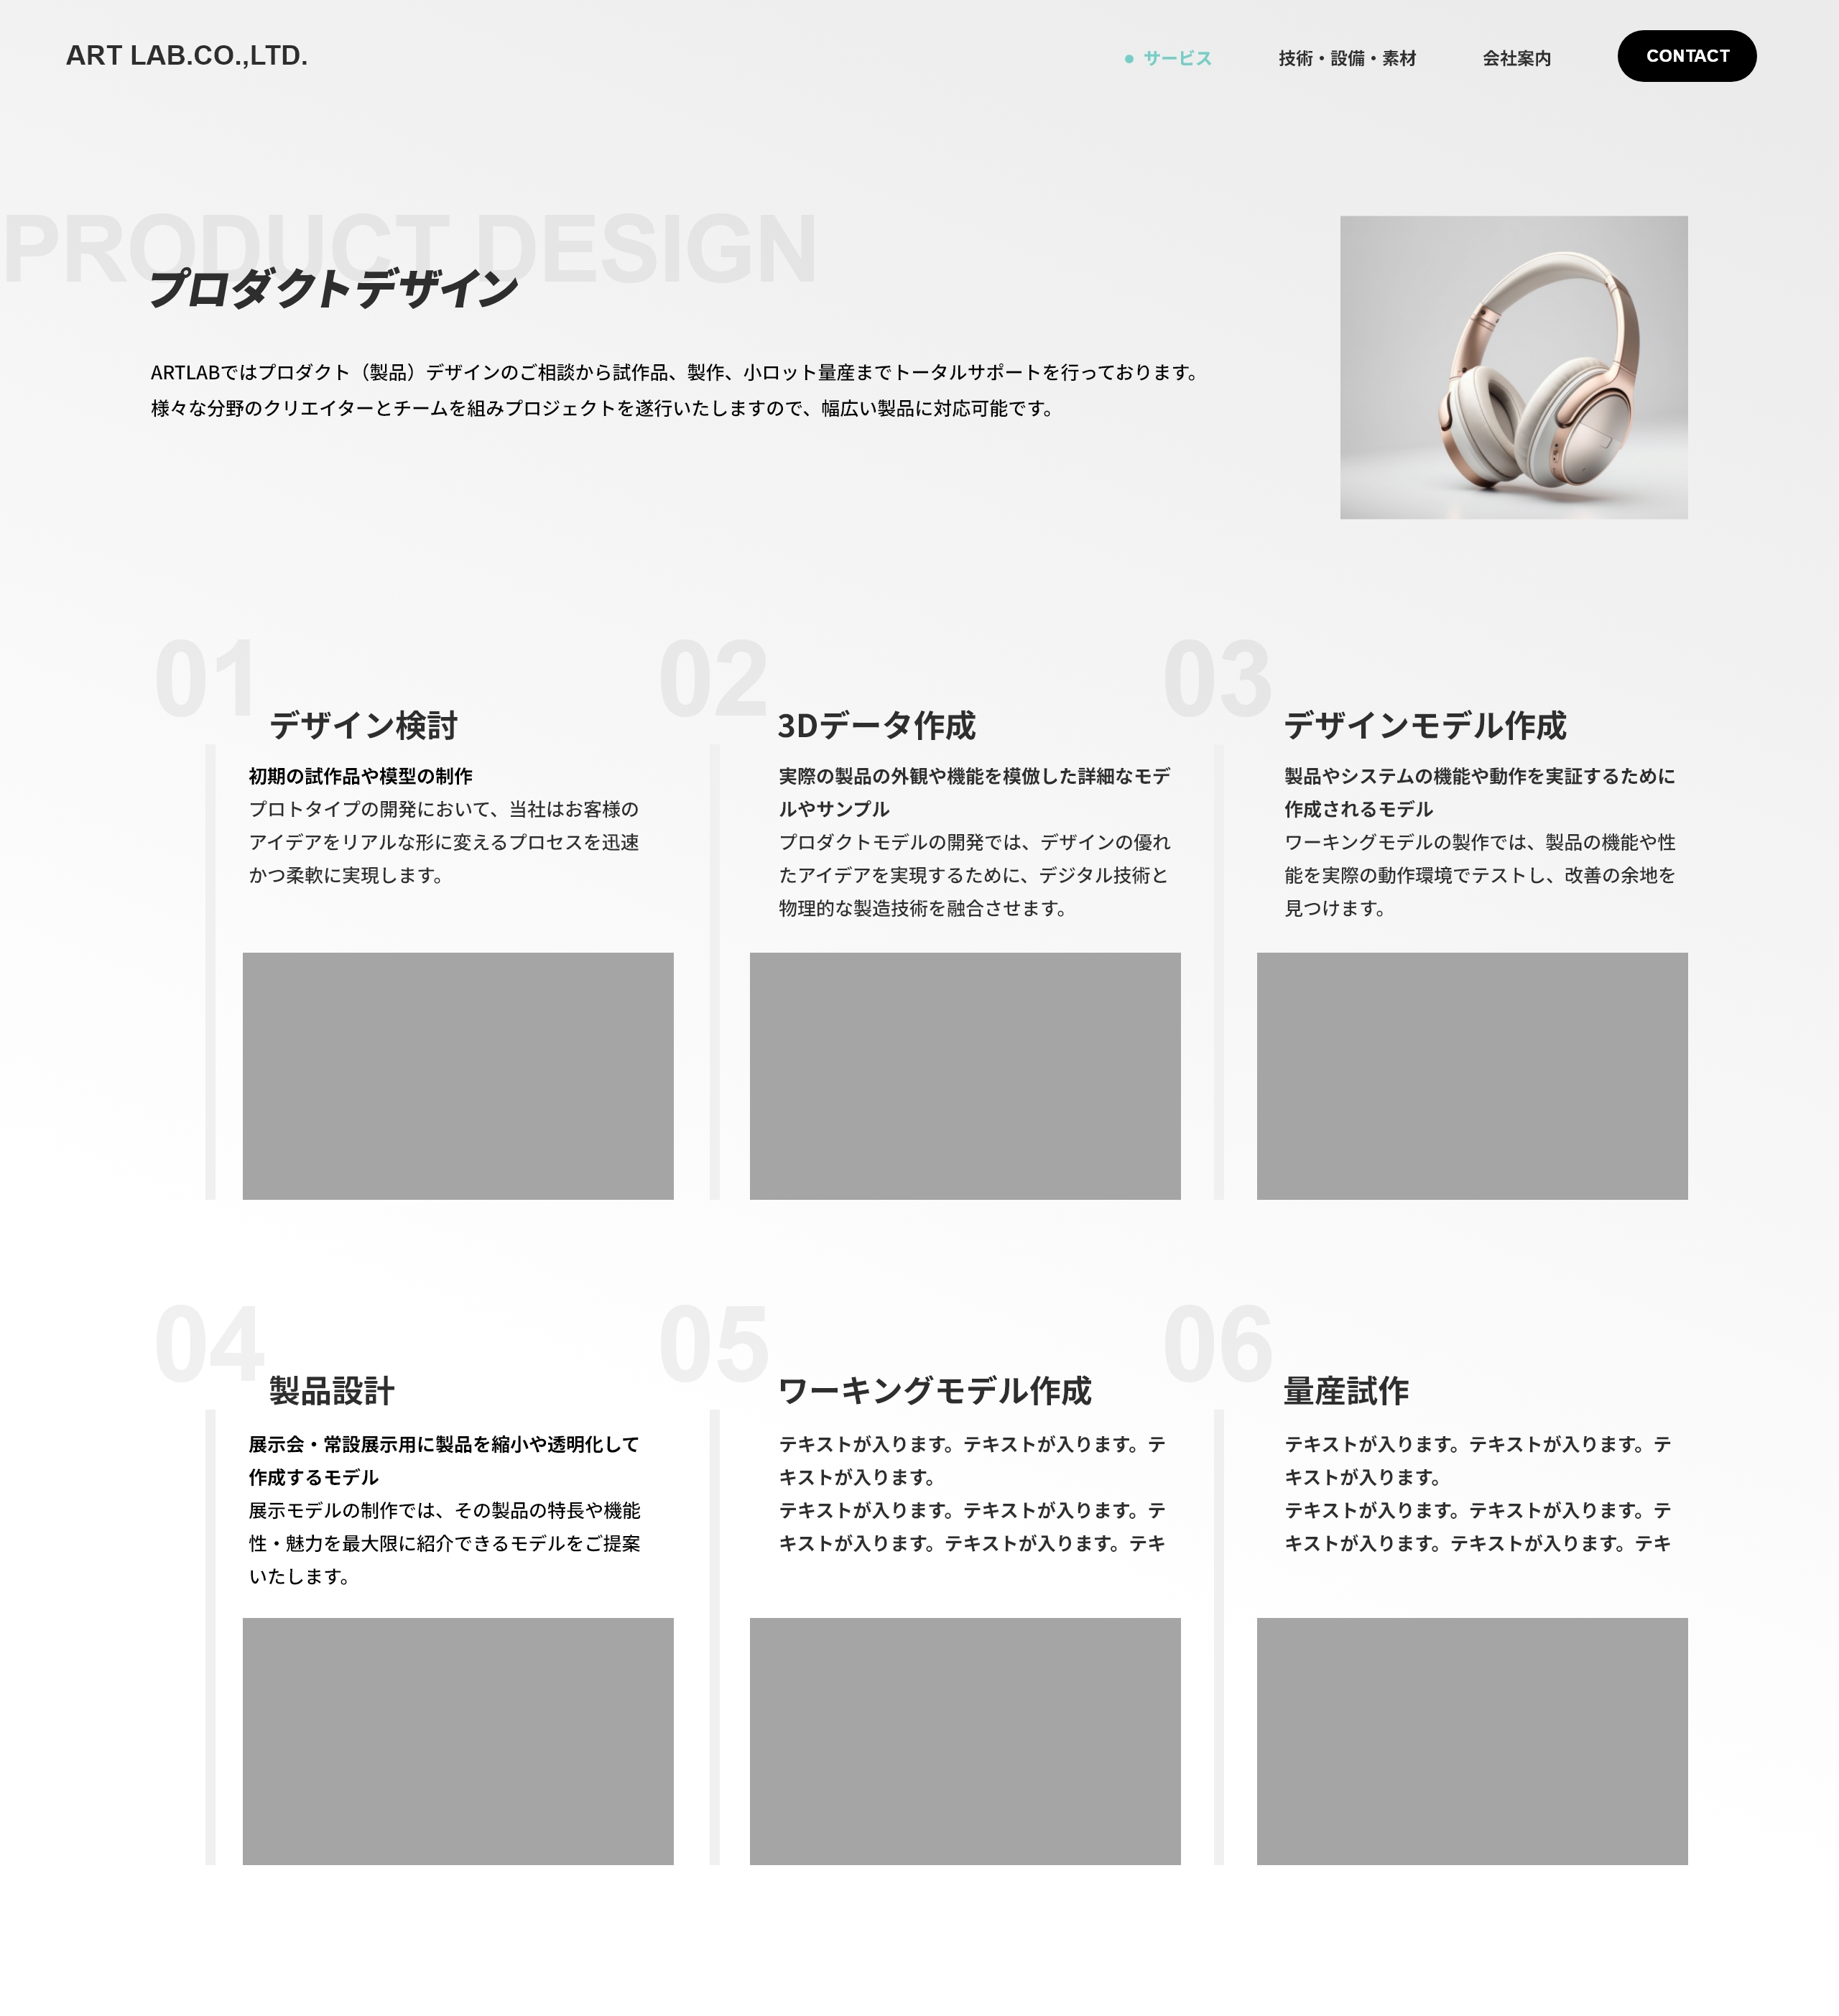 ART LAB.CO.,LTD.
サービス
技術・設備・素材
会社案内
CONTACT
PRODUCT DESIGN
プロダクトデザイン
ARTLABではプロダクト（製品）デザインのご相談から試作品、製作、小ロット量産までトータルサポートを行っております。
様々な分野のクリエイターとチームを組みプロジェクトを遂行いたしますので、幅広い製品に対応可能です。
01
デザイン検討
初期の試作品や模型の制作
プロトタイプの開発において、当社はお客様の
アイデアをリアルな形に変えるプロセスを迅速
かつ柔軟に実現します。
02
3Dデータ作成
実際の製品の外観や機能を模倣した詳細なモデ
ルやサンプル
プロダクトモデルの開発では、デザインの優れ
たアイデアを実現するために、デジタル技術と
物理的な製造技術を融合させます。
03
デザインモデル作成
製品やシステムの機能や動作を実証するために
作成されるモデル
ワーキングモデルの製作では、製品の機能や性
能を実際の動作環境でテストし、改善の余地を
見つけます。
04
製品設計
展示会・常設展示用に製品を縮小や透明化して
作成するモデル
展示モデルの制作では、その製品の特長や機能
性・魅力を最大限に紹介できるモデルをご提案
いたします。
05
ワーキングモデル作成
テキストが入ります。テキストが入ります。テ
キストが入ります。
テキストが入ります。テキストが入ります。テ
キストが入ります。テキストが入ります。テキ
06
量産試作
テキストが入ります。テキストが入ります。テ
キストが入ります。
テキストが入ります。テキストが入ります。テ
キストが入ります。テキストが入ります。テキ